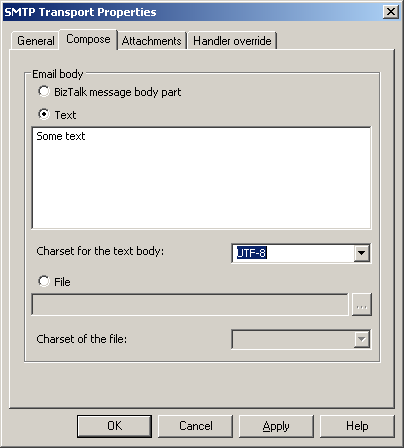 SMTP Transport Properties
General
Compose
Attachments
Handler override
Email body
BizTalk message body part
Text
Some text
Charset for the text body:
UTF-8
File
...
Charset of the file:
OK
Cancel
Apply
Help